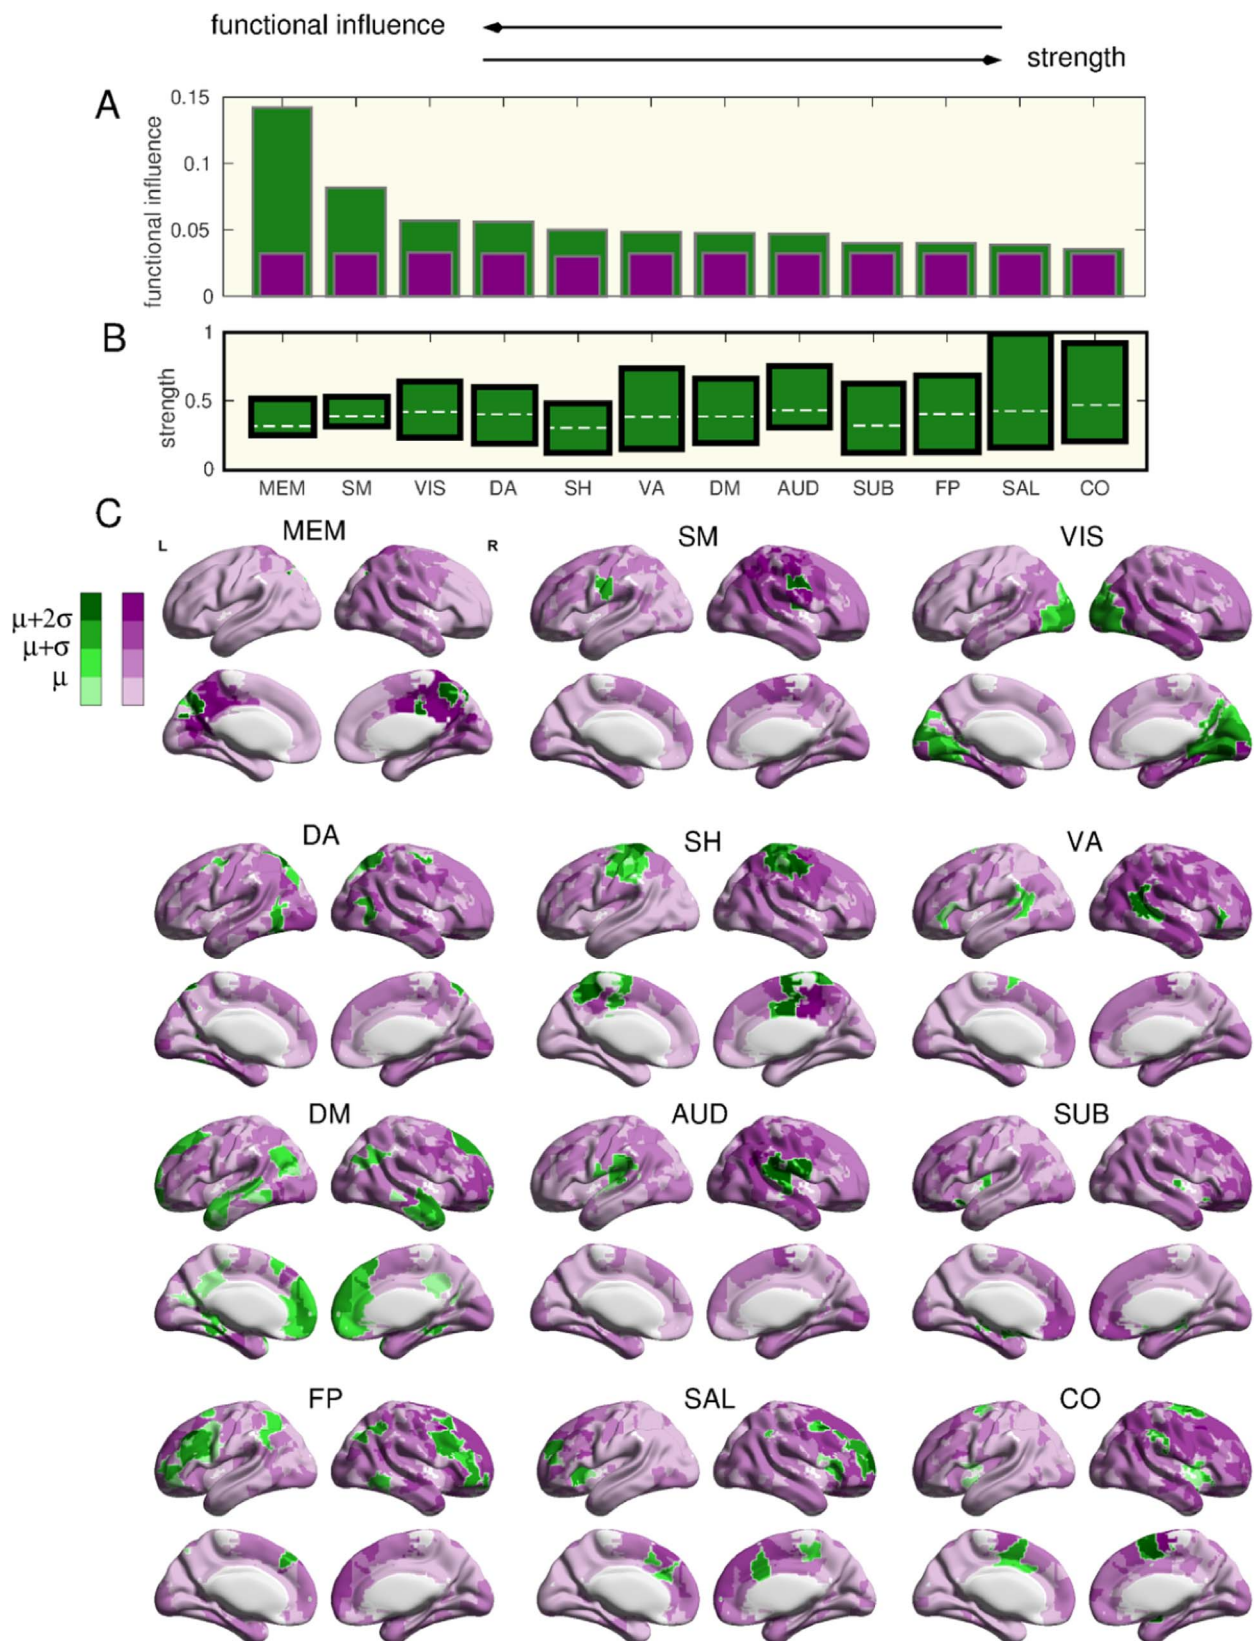 functional influence
strength
A
0.15
0.1
0.05
0
functional influence
B
1
0.5
0
strength
MEM SM VIS DA SH VA DM AUD SUB FP SAL CO
C
MEM SM VIS
L R
μ+2σ
μ+σ
μ
DA SH VA
DM AUD SUB
FP SAL CO